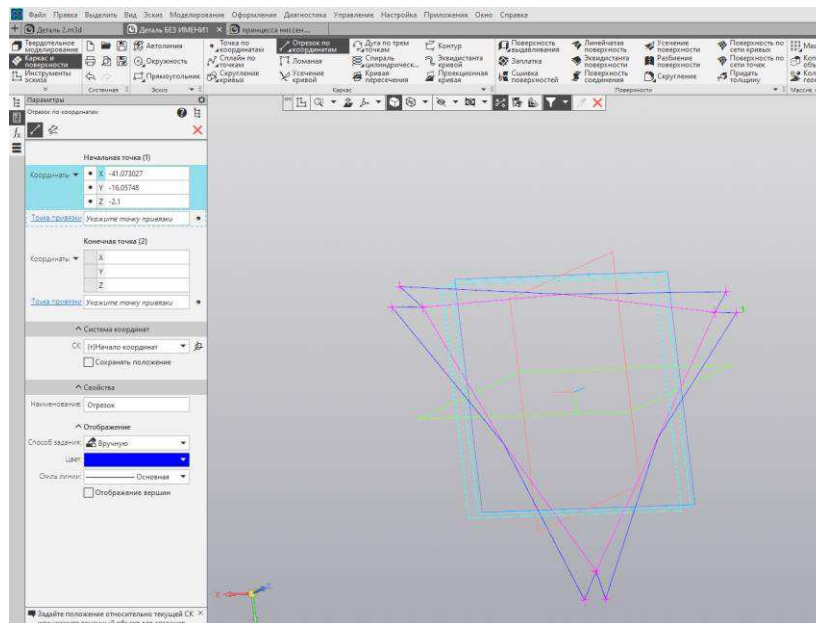 Файл Правка Выделить Вид Эскиз Моделирование Оформление Диагностика Управление Настройка Приложения Окно Справка
Деталь 2.m3d Деталь БЕЗ ИМЕНИ1 принцесса ниссен...
Твердотельное моделирование
Каркас и поверхности
Инструменты эскиза
Системная
Автолиния
Окружность
Прямоугольник
Эскиз
Точка по координатам
Сплайн по точкам
Скругление кривых
Отрезок по координатам
Ломаная
Усечение кривой
Дуга по трем точкам
Спираль цилиндрическ...
Кривая пересечения
Контур
Эквидистанта кривой
Проекционная кривая
Каркас
Поверхность выдавливания
Заплатка
Сшивка поверхностей
Линейчатая поверхность
Эквидистанта поверхности
Поверхность соединения
Усечение поверхности
Разбиение поверхности
Скругление
Поверхность по сети кривых
Поверхность по сети точек
Придать толщину
Поверхности
Параметры
Отрезок по координатам
Начальная точка (1)
Координаты X -41.073027
Y -16.05748
Z -2.1
Точка привязки Укажите точку привязки
Конечная точка (2)
Координаты X
Y
Z
Точка привязки Укажите точку привязки
Система координат
СК: (т)Начало координат
Сохранять положение
Свойства
Наименование: Отрезок
Отображение
Способ задания: Вручную
Цвет:
Стиль линии: Основная
Отображение вершин
X
Задайте положение относительно текущей СК